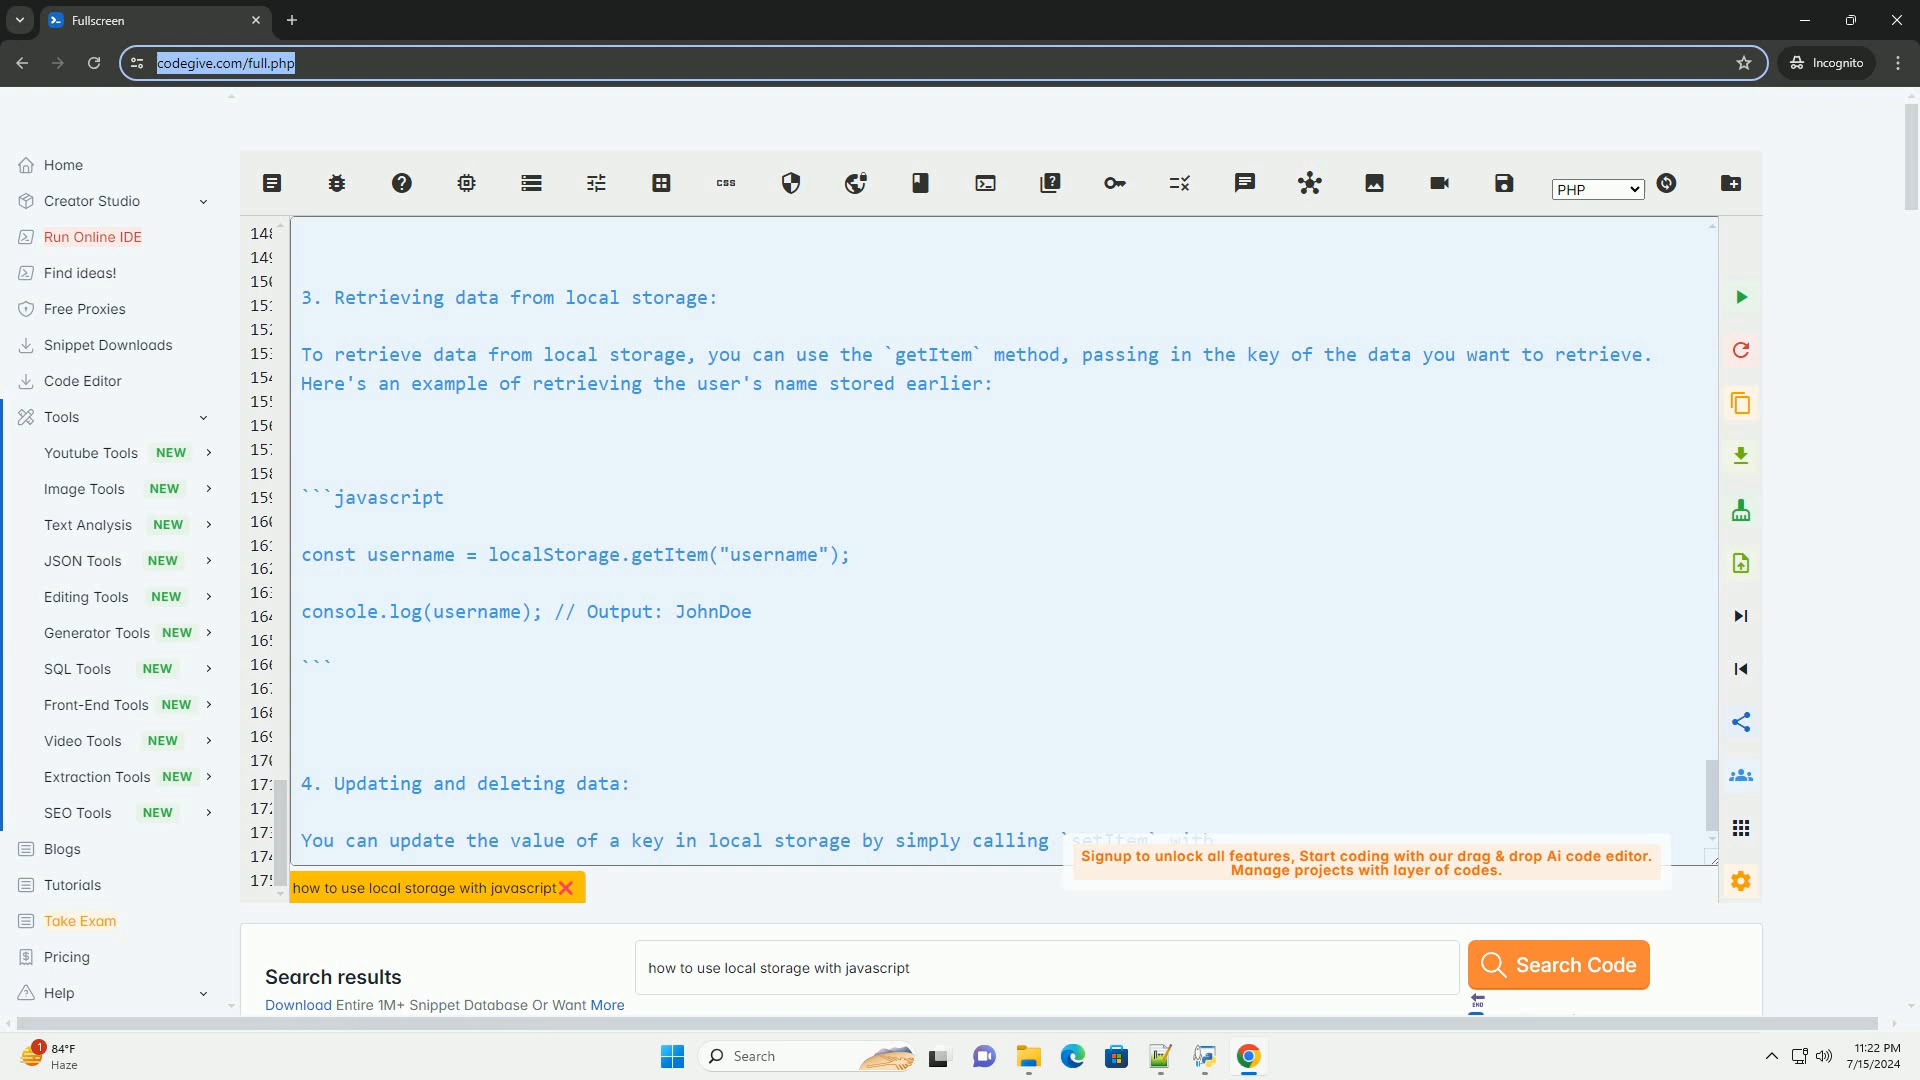 Fullscreen
codegive.com/full.php
Incognito
Home
Creator Studio
Run Online IDE
Find ideas!
Free Proxies
Snippet Downloads
Code Editor
Tools
Youtube Tools NEW
Image Tools NEW
Text Analysis NEW
JSON Tools NEW
Editing Tools NEW
Generator Tools NEW
SQL Tools NEW
Front-End Tools NEW
Video Tools NEW
Extraction Tools NEW
SEO Tools NEW
Blogs
Tutorials
Take Exam
Pricing
Help
css
PHP
3. Retrieving data from local storage:
To retrieve data from local storage, you can use the `getItem` method, passing in the key of the data you want to retrieve.
Here's an example of retrieving the user's name stored earlier:
```javascript
const username = localStorage.getItem("username");
console.log(username); // Output: JohnDoe
```
4. Updating and deleting data:
You can update the value of a key in local storage by simply calling `setItem` with
Signup to unlock all features, Start coding with our drag & drop Ai code editor.
Manage projects with layer of codes.
how to use local storage with javascript
Search results
Download Entire 1M+ Snippet Database Or Want More
how to use local storage with javascript
Search Code
END
1
84°F
Haze
Search
11:22 PM
7/15/2024